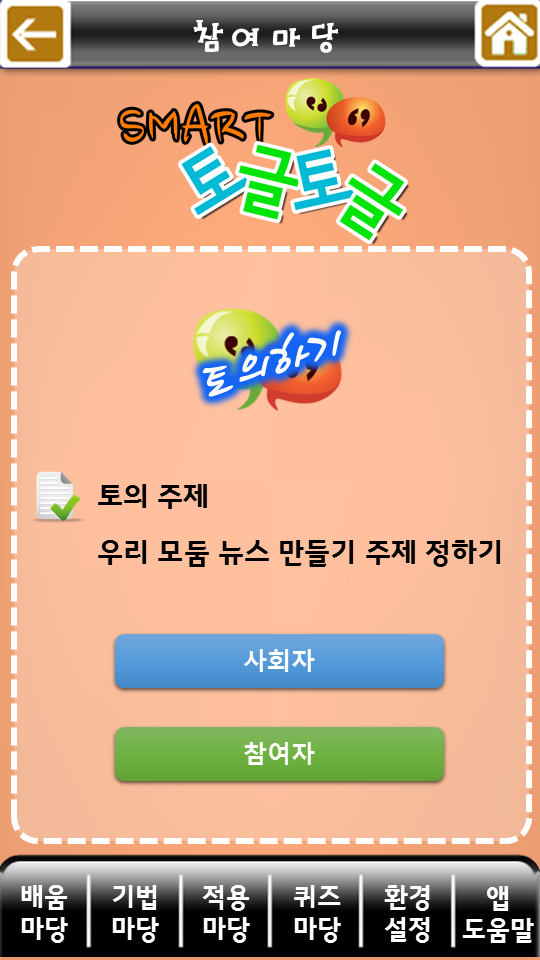 참여마당
SMART
토글토글
토의하기
토의 주제
우리 모둠 뉴스 만들기 주제 정하기
사회자
참여자
배움 마당
기법 마당
적용 마당
퀴즈 마당
환경 설정
앱 도움말